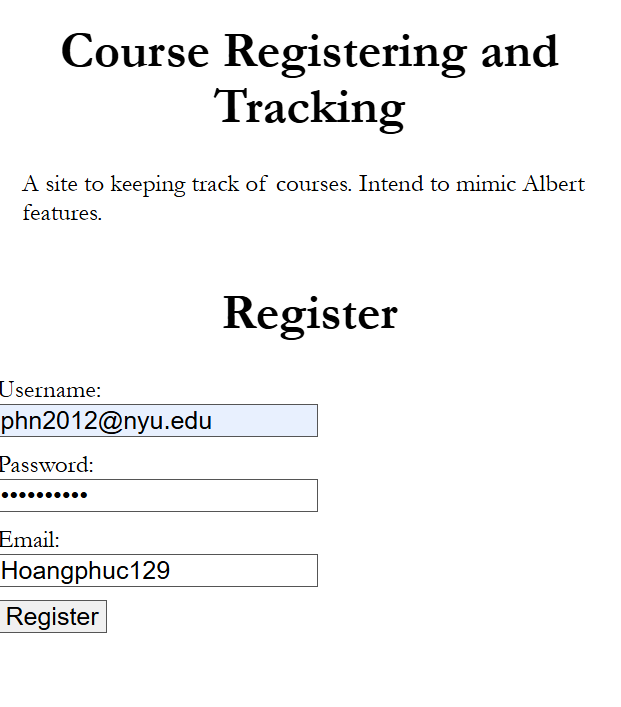 Course Registering and
Tracking
A site to keeping track of courses. Intend to mimic Albert
features.
Register
Username:
phn2012@nyu.edu
Password:
••••••••••
Email:
Hoangphuc129
Register